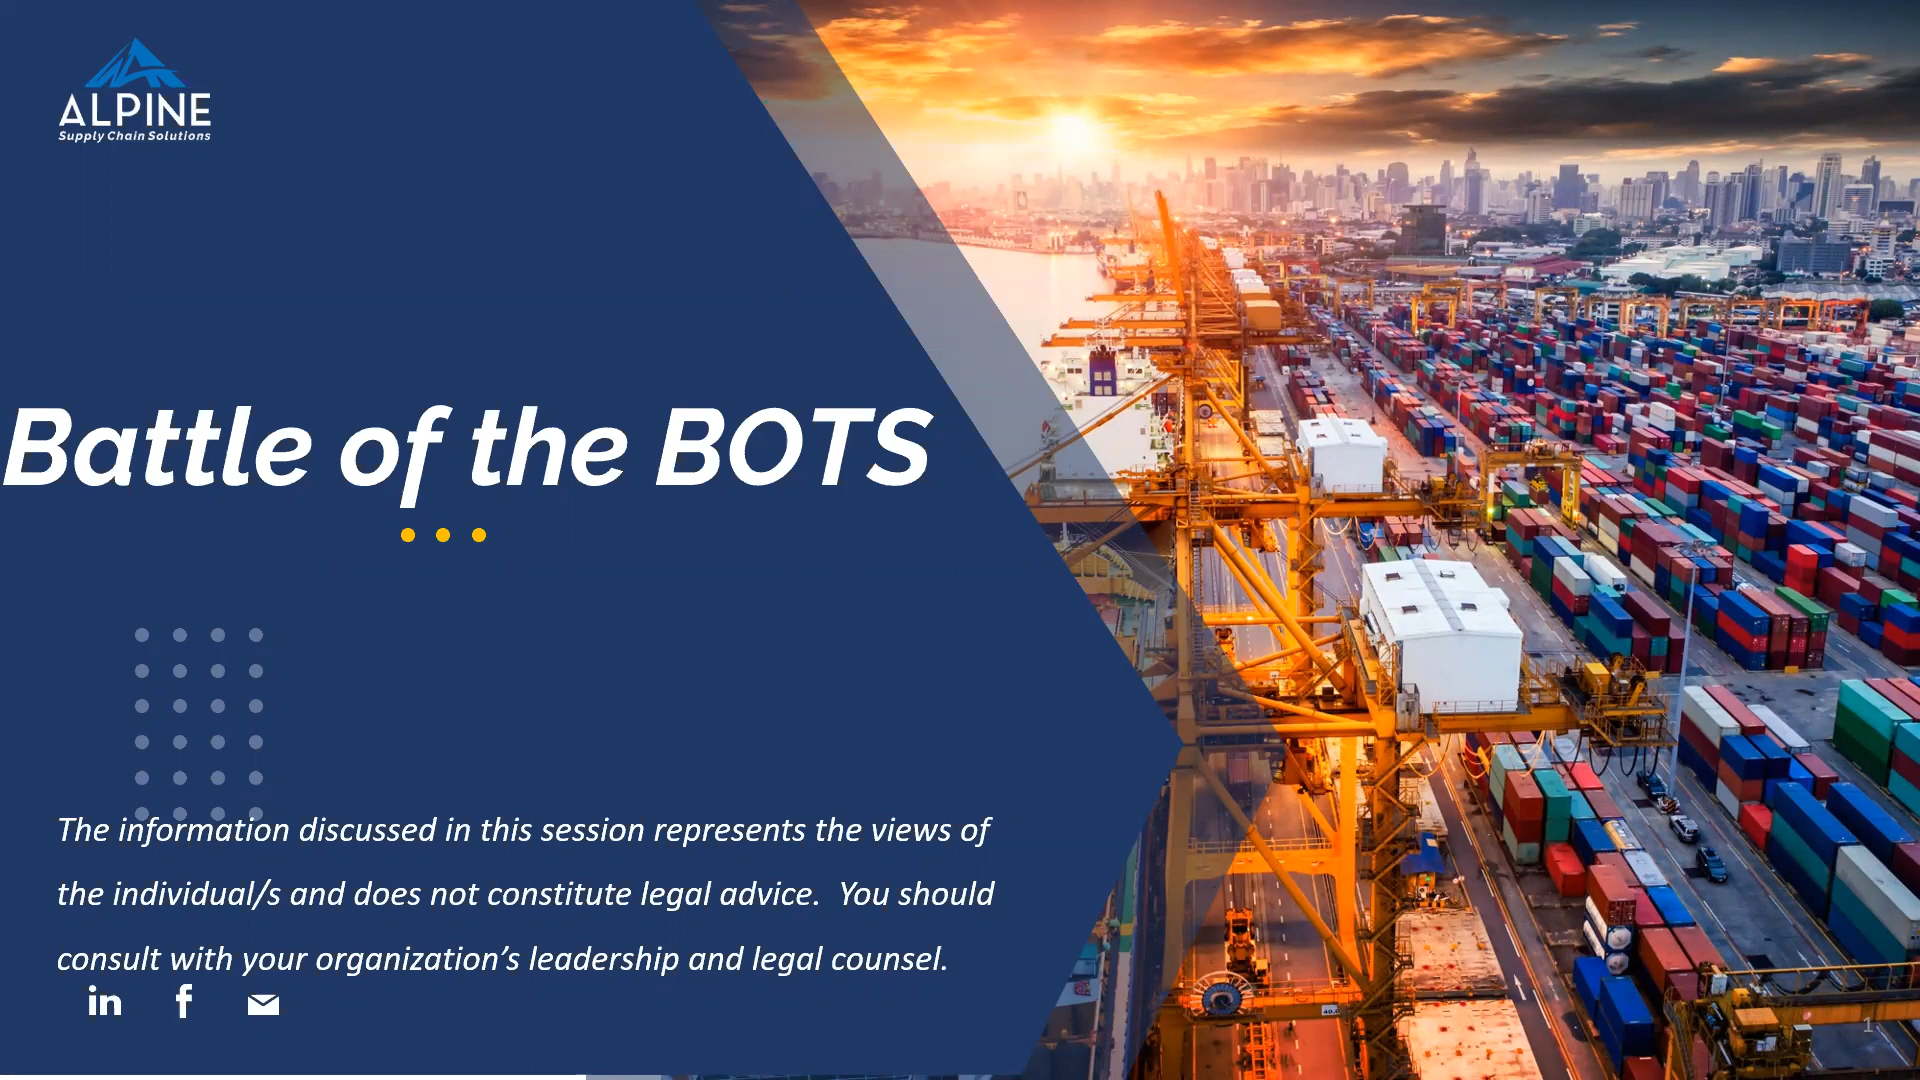 ALPINE
Supply Chain Solutions
Battle of the BOTS
The information discussed in this session represents the views of
the individual/s and does not constitute legal advice.  You should
consult with your organization’s leadership and legal counsel.
in f
1